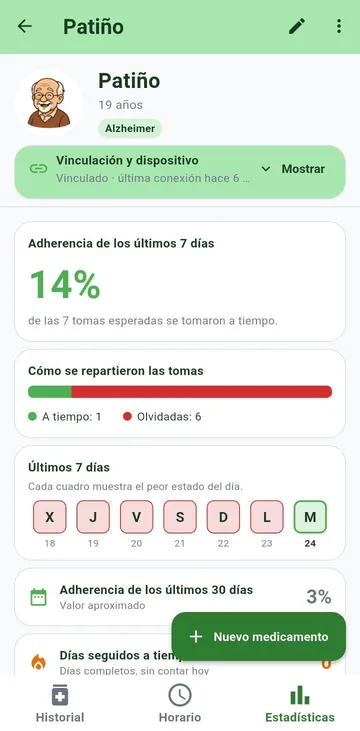 Patiño
Patiño
19 años
Alzheimer
Vinculación y dispositivo
Vinculado · última conexión hace 6 ...
Mostrar
Adherencia de los últimos 7 días
14%
de las 7 tomas esperadas se tomaron a tiempo.
Cómo se repartieron las tomas
A tiempo: 1
Olvidadas: 6
Últimos 7 días
Cada cuadro muestra el peor estado del día.
X J V S D L M
18 19 20 21 22 23 24
Adherencia de los últimos 30 días
Valor aproximado
3%
Nuevo medicamento
Días seguidos a
Días completos, sin contar hoy
Historial
Horario
Estadísticas